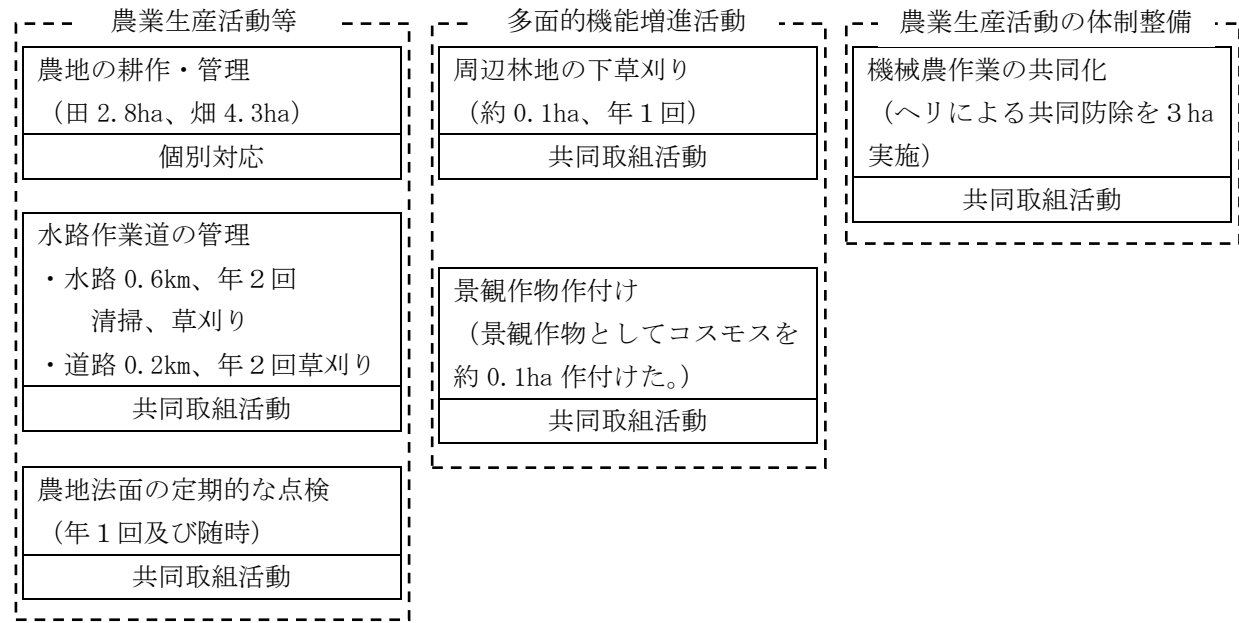 農業生産活動等
農地の耕作・管理
（田 2.8ha、畑 4.3ha）
個別対応
水路作業道の管理
・水路 0.6km、年２回
清掃、草刈り
・道路 0.2km、年２回草刈り
共同取組活動
農地法面の定期的な点検
（年１回及び随時）
共同取組活動
多面的機能増進活動
周辺林地の下草刈り
（約 0.1ha、年１回）
共同取組活動
景観作物作付け
（景観作物としてコスモスを
約 0.1ha 作付けた。）
共同取組活動
農業生産活動の体制整備
機械農作業の共同化
（ヘリによる共同防除を３ha
実施）
共同取組活動